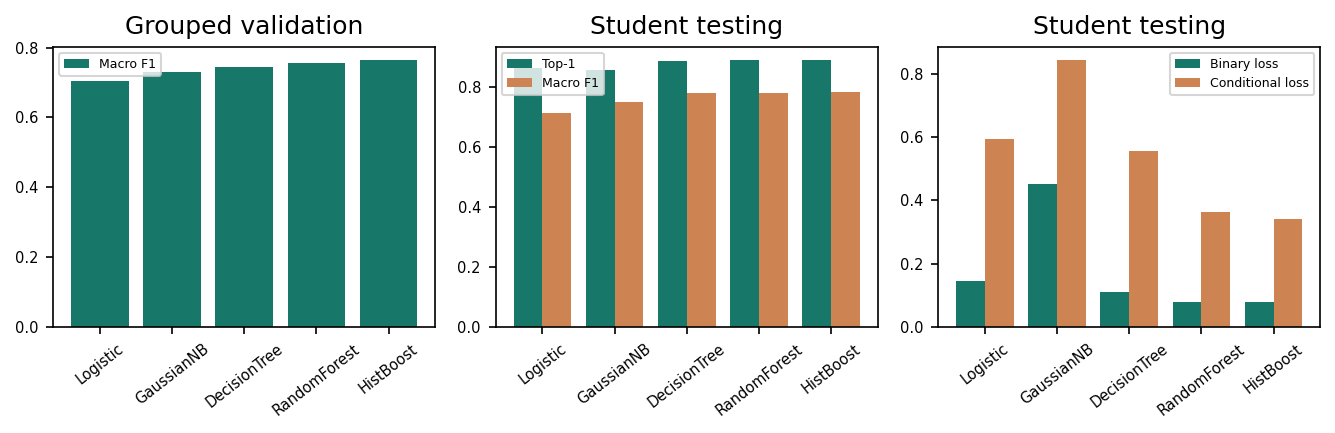 Grouped validation
Macro F1
0.8
0.6
0.4
0.2
0.0
Logistic
GaussianNB
DecisionTree
RandomForest
HistBoost
Student testing
Top-1
Macro F1
0.8
0.6
0.4
0.2
0.0
Logistic
GaussianNB
DecisionTree
RandomForest
HistBoost
Student testing
Binary loss
Conditional loss
0.8
0.6
0.4
0.2
0.0
Logistic
GaussianNB
DecisionTree
RandomForest
HistBoost